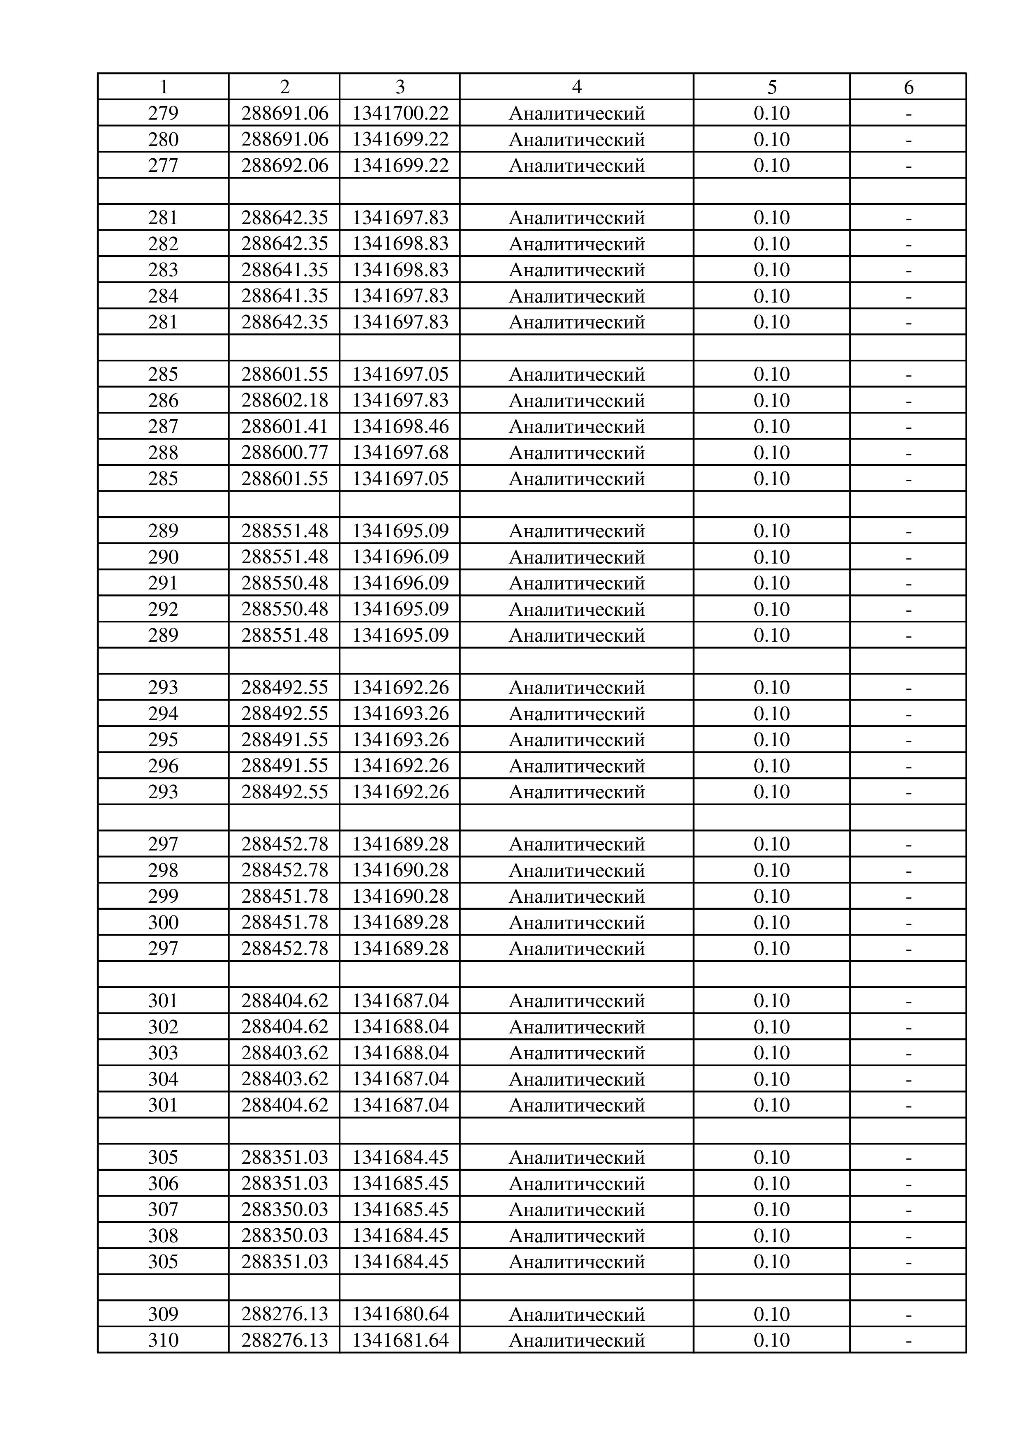 1 2 3 4 5 6
279 288691.06 1341700.22 Аналитический 0.10 -
280 288691.06 1341699.22 Аналитический 0.10 -
277 288692.06 1341699.22 Аналитический 0.10 -
281 288642.35 1341697.83 Аналитический 0.10 -
282 288642.35 1341698.83 Аналитический 0.10 -
283 288641.35 1341698.83 Аналитический 0.10 -
284 288641.35 1341697.83 Аналитический 0.10 -
281 288642.35 1341697.83 Аналитический 0.10 -
285 288601.55 1341697.05 Аналитический 0.10 -
286 288602.18 1341697.83 Аналитический 0.10 -
287 288601.41 1341698.46 Аналитический 0.10 -
288 288600.77 1341697.68 Аналитический 0.10 -
285 288601.55 1341697.05 Аналитический 0.10 -
289 288551.48 1341695.09 Аналитический 0.10 -
290 288551.48 1341696.09 Аналитический 0.10 -
291 288550.48 1341696.09 Аналитический 0.10 -
292 288550.48 1341695.09 Аналитический 0.10 -
289 288551.48 1341695.09 Аналитический 0.10 -
293 288492.55 1341692.26 Аналитический 0.10 -
294 288492.55 1341693.26 Аналитический 0.10 -
295 288491.55 1341693.26 Аналитический 0.10 -
296 288491.55 1341692.26 Аналитический 0.10 -
293 288492.55 1341692.26 Аналитический 0.10 -
297 288452.78 1341689.28 Аналитический 0.10 -
298 288452.78 1341690.28 Аналитический 0.10 -
299 288451.78 1341690.28 Аналитический 0.10 -
300 288451.78 1341689.28 Аналитический 0.10 -
297 288452.78 1341689.28 Аналитический 0.10 -
301 288404.62 1341687.04 Аналитический 0.10 -
302 288404.62 1341688.04 Аналитический 0.10 -
303 288403.62 1341688.04 Аналитический 0.10 -
304 288403.62 1341687.04 Аналитический 0.10 -
301 288404.62 1341687.04 Аналитический 0.10 -
305 288351.03 1341684.45 Аналитический 0.10 -
306 288351.03 1341685.45 Аналитический 0.10 -
307 288350.03 1341685.45 Аналитический 0.10 -
308 288350.03 1341684.45 Аналитический 0.10 -
305 288351.03 1341684.45 Аналитический 0.10 -
309 288276.13 1341680.64 Аналитический 0.10 -
310 288276.13 1341681.64 Аналитический 0.10 -